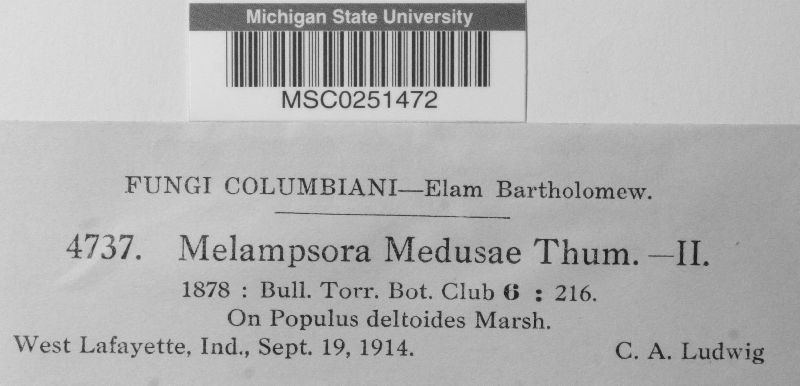 Michigan State University
MSC0251472
FUNGI COLUMBIANI—Elam Bartholomew.
4737. Melampsora Medusae Thum. —II.
1878 : Bull. Torr. Bot. Club 6 : 216.
On Populus deltoides Marsh.
West Lafayette, Ind., Sept. 19, 1914. C. A. Ludwig